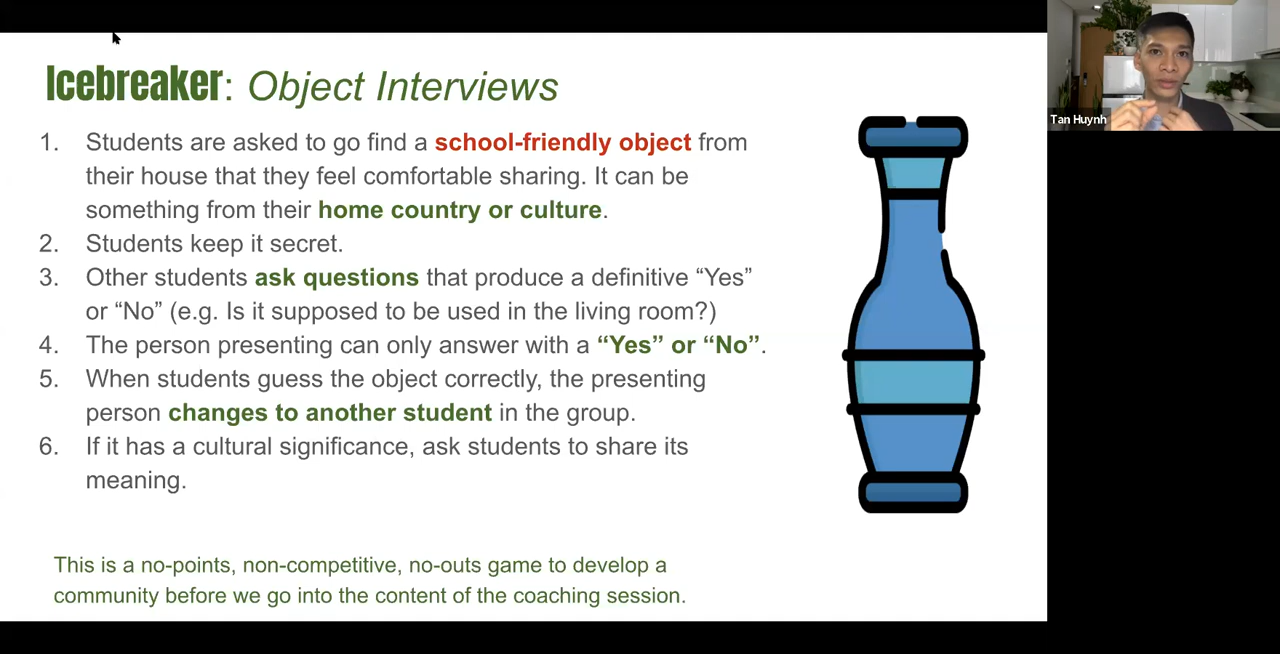 Icebreaker: Object Interviews
1. Students are asked to go find a school-friendly object from
their house that they feel comfortable sharing. It can be
something from their home country or culture.
2. Students keep it secret.
3. Other students ask questions that produce a definitive “Yes”
or “No” (e.g. Is it supposed to be used in the living room?)
4. The person presenting can only answer with a “Yes” or “No”.
5. When students guess the object correctly, the presenting
person changes to another student in the group.
6. If it has a cultural significance, ask students to share its
meaning.
This is a no-points, non-competitive, no-outs game to develop a
community before we go into the content of the coaching session.
Tan Huynh